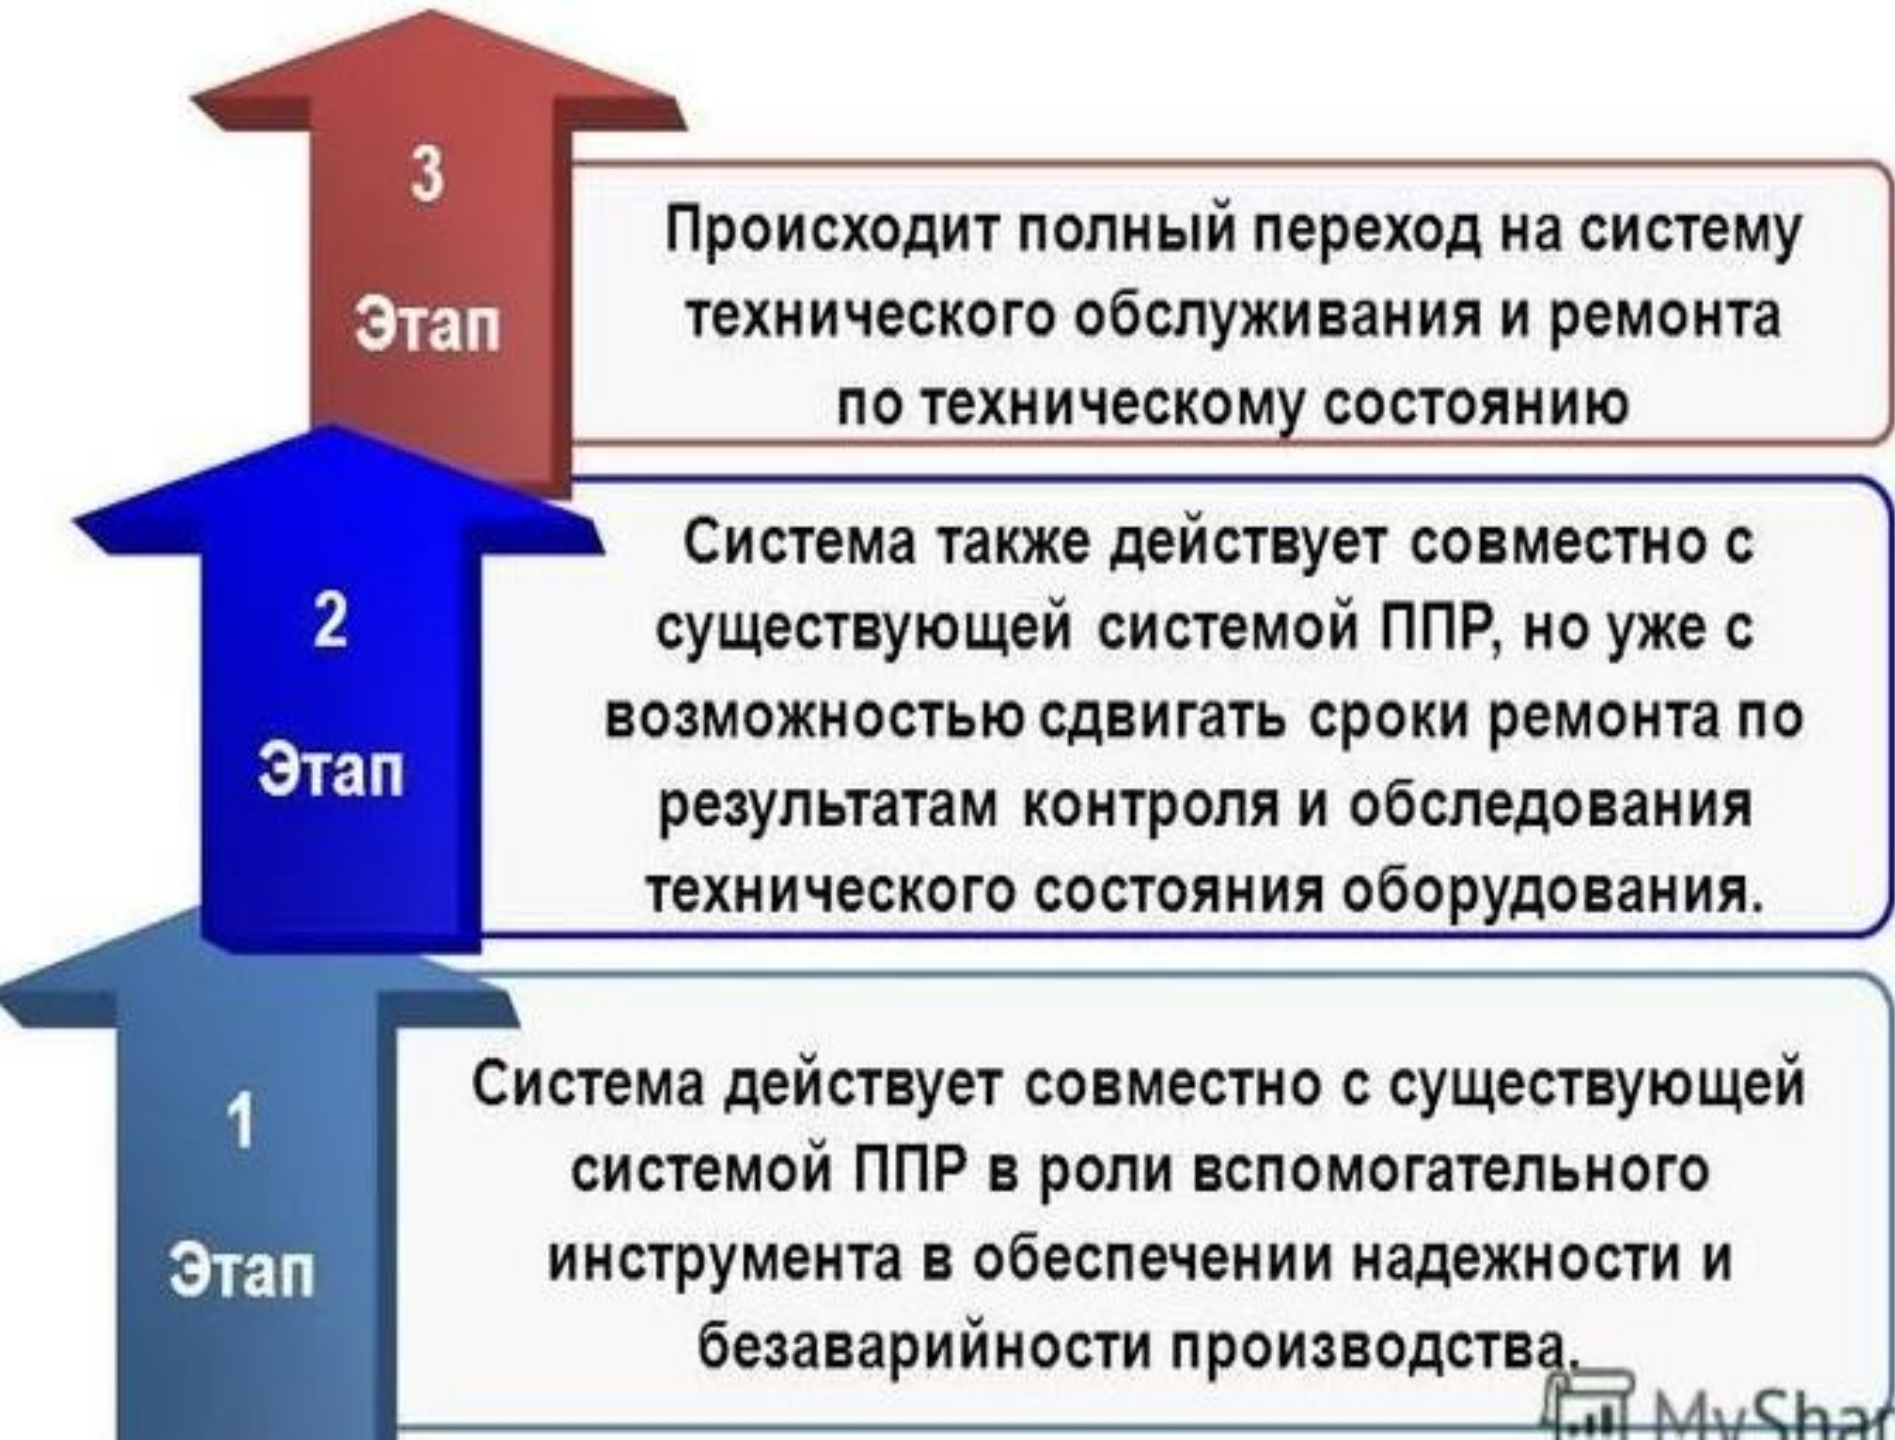 3
Этап
Происходит полный переход на систему
технического обслуживания и ремонта
по техническому состоянию
2
Этап
Система также действует совместно с
существующей системой ППР, но уже с
возможностью сдвигать сроки ремонта по
результатам контроля и обследования
технического состояния оборудования.
1
Этап
Система действует совместно с существующей
системой ППР в роли вспомогательного
инструмента в обеспечении надежности и
безаварийности производства.